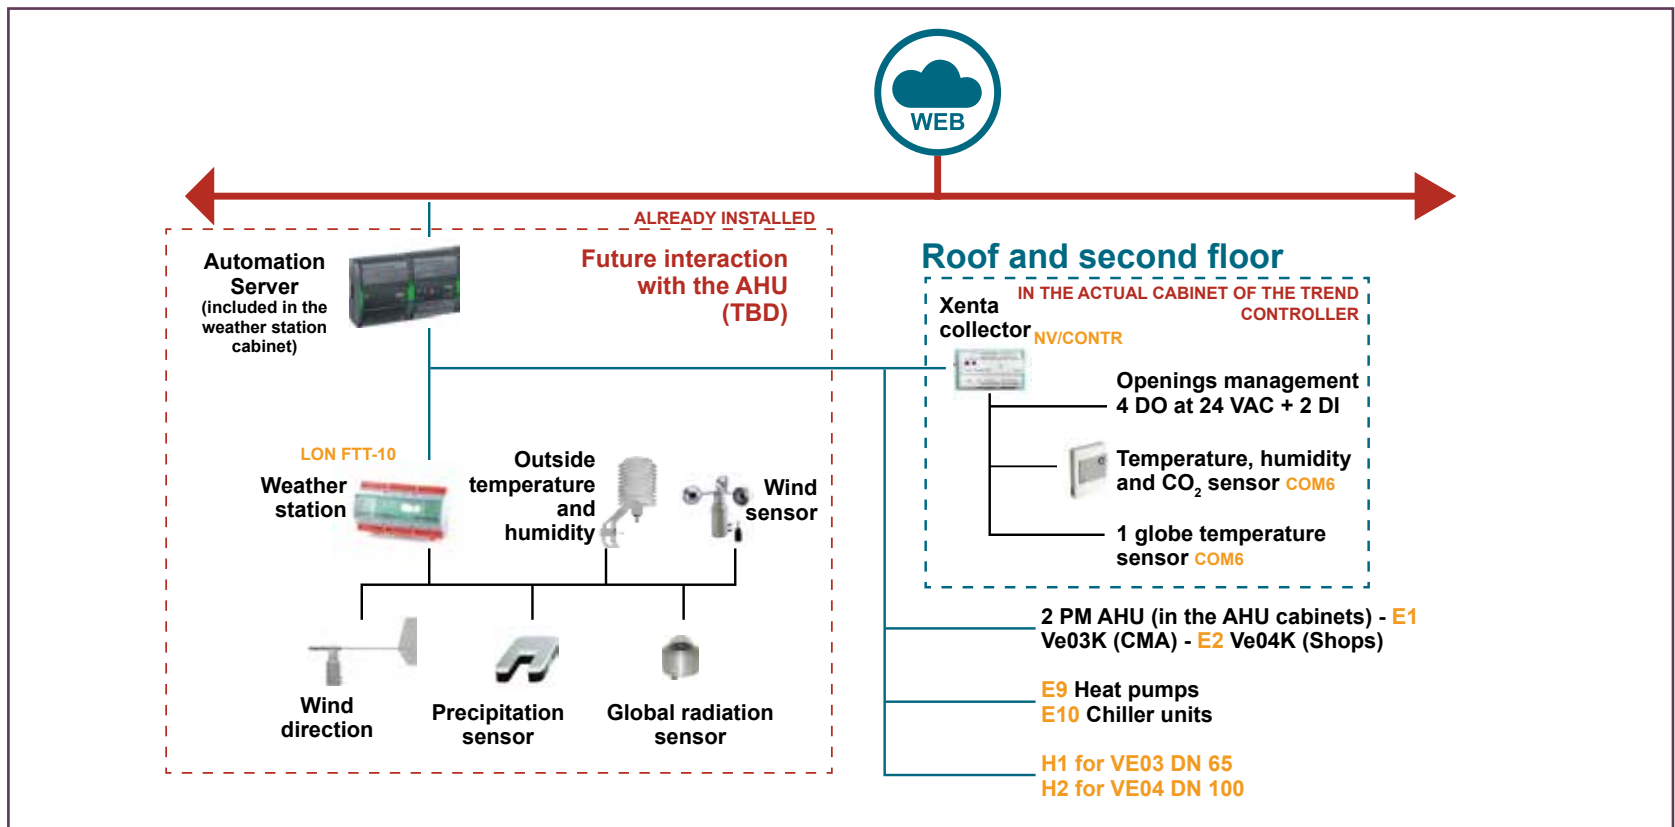 WEB
ALREADY INSTALLED
Automation
Server
(included in the
weather station
cabinet)
Future interaction
with the AHU
(TBD)
LON FTT-10
Weather
station
Outside
temperature
and
humidity
Wind
sensor
Wind
direction
Precipitation
sensor
Global radiation
sensor
Roof and second floor
IN THE ACTUAL CABINET OF THE TREND
CONTROLLER
Xenta
collector
NV/CONTR
Openings management
4 DO at 24 VAC + 2 DI
Temperature, humidity
and CO2 sensor COM6
1 globe temperature
sensor COM6
2 PM AHU (in the AHU cabinets) - E1
Ve03K (CMA) - E2 Ve04K (Shops)
E9 Heat pumps
E10 Chiller units
H1 for VE03 DN 65
H2 for VE04 DN 100